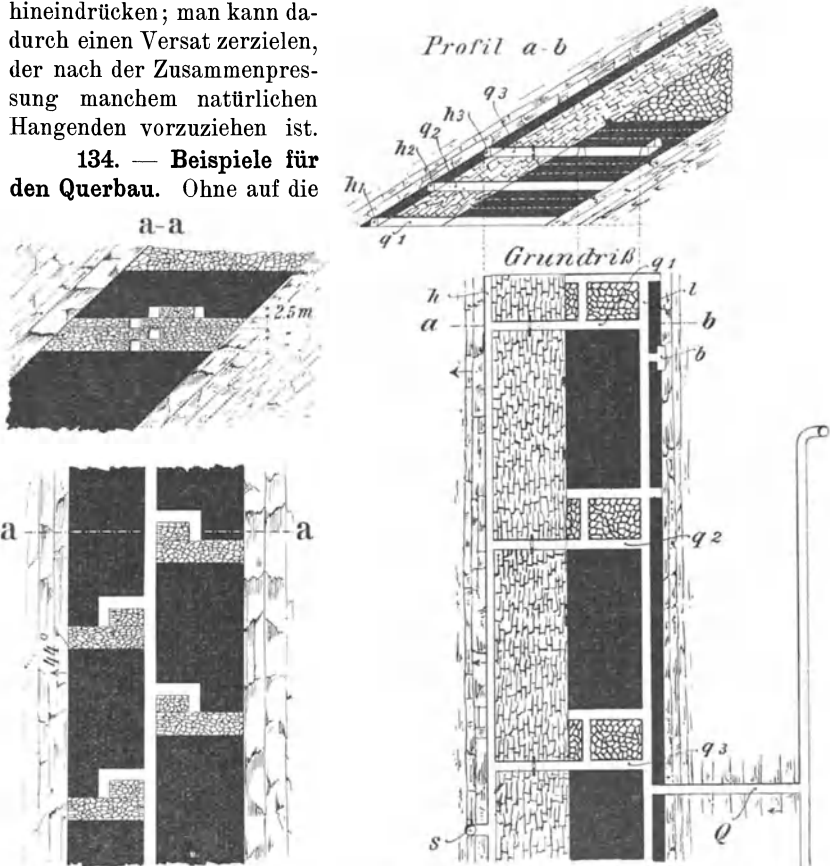 hineindrücken; man kann da-
durch einen Versat zerzielen,
der nach der Zusammenpres-
sung manchem natürlichen
Hangenden vorzuziehen ist.
134. — Beispiele für
den Querbau. Ohne auf die
a-a
2.5m
a
a
44°
Profil a-b
q3
h3
q2
h2
h1
q1
Grundriß
q1
h
l
a
b
b
q2
q3
s
Q